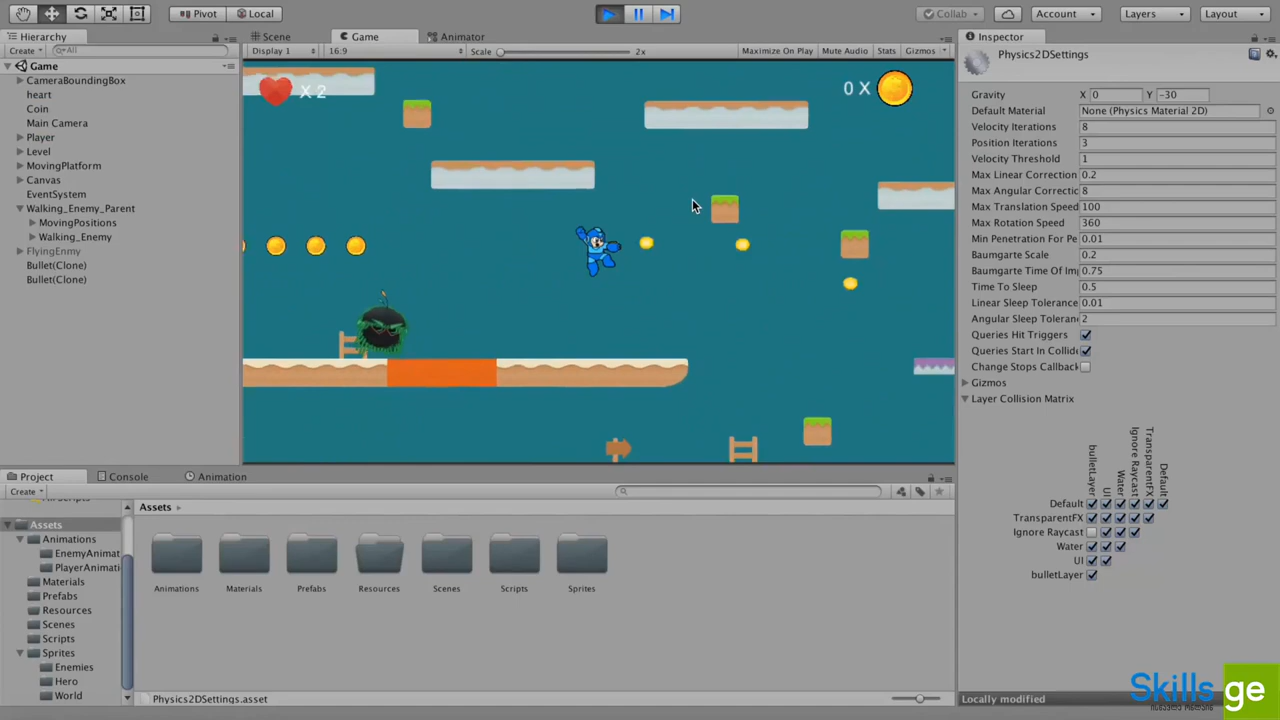 Pivot Local Collab Account Layers Layout
Hierarchy Scene Game Animator Inspector
Create All Display 1 16:9 Scale 2x Maximize On Play Mute Audio Stats Gizmos
Physics2DSettings
Game
CameraBoundingBox
heart
Coin
Main Camera
Player
Level
MovingPlatform
Canvas
EventSystem
Walking_Enemy_Parent
MovingPositions
Walking_Enemy
FlyingEnmy
Bullet(Clone)
Bullet(Clone)
X 2
0 X
Gravity X 0 Y -30
Default Material None (Physics Material 2D)
Velocity Iterations 8
Position Iterations 3
Velocity Threshold 1
Max Linear Correction 0.2
Max Angular Correctic 8
Max Translation Speed 100
Max Rotation Speed 360
Min Penetration For Pe 0.01
Baumgarte Scale 0.2
Baumgarte Time Of Im 0.75
Time To Sleep 0.5
Linear Sleep Tolerance 0.01
Angular Sleep Toleran 2
Queries Hit Triggers
Queries Start In Collide
Change Stops Callback
Gizmos
Layer Collision Matrix
bulletLayer
UI
Water
Ignore Raycast
TransparentFX
Default
Default
TransparentFX
Ignore Raycast
Water
UI
bulletLayer
Project Console Animation
Create
Assets
Animations
EnemyAnimat
PlayerAnimati
Materials
Prefabs
Resources
Scenes
Scripts
Sprites
Enemies
Hero
World
Assets
Animations Materials Prefabs Resources Scenes Scripts Sprites
Physics2DSettings.asset
Locally modified
Skills ge